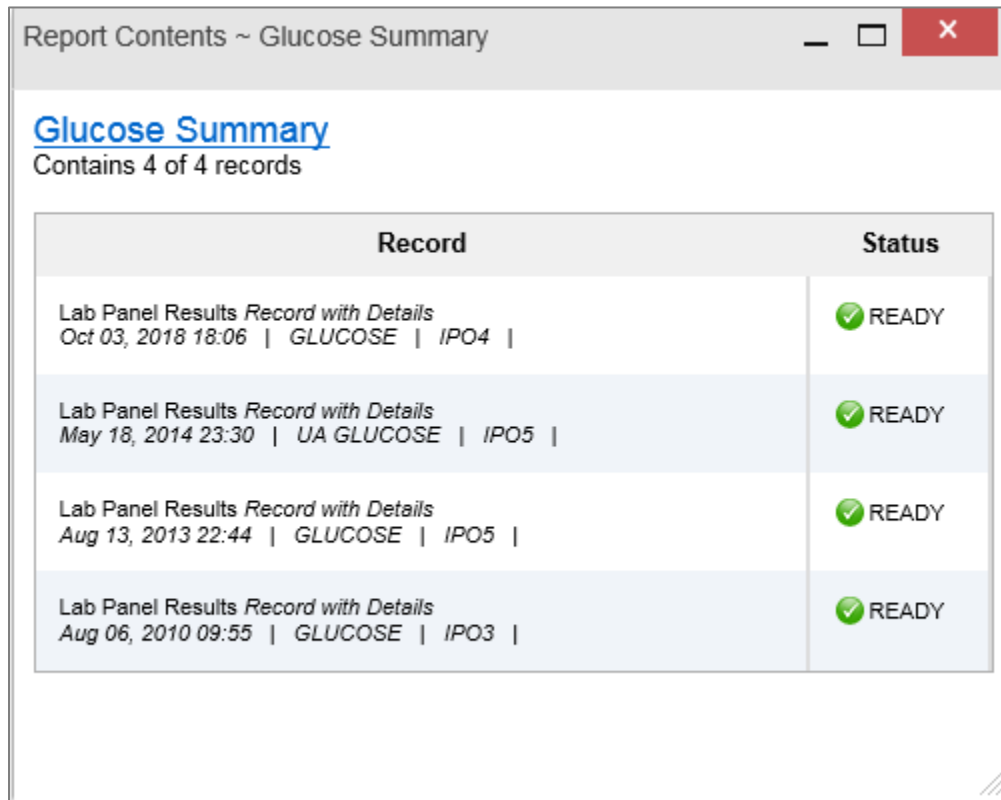 Report Contents ~ Glucose Summary
Glucose Summary
Contains 4 of 4 records
Record Status
Lab Panel Results Record with Details
Oct 03, 2018 18:06 | GLUCOSE | IPO4 |
READY
Lab Panel Results Record with Details
May 18, 2014 23:30 | UA GLUCOSE | IPO5 |
READY
Lab Panel Results Record with Details
Aug 13, 2013 22:44 | GLUCOSE | IPO5 |
READY
Lab Panel Results Record with Details
Aug 06, 2010 09:55 | GLUCOSE | IPO3 |
READY